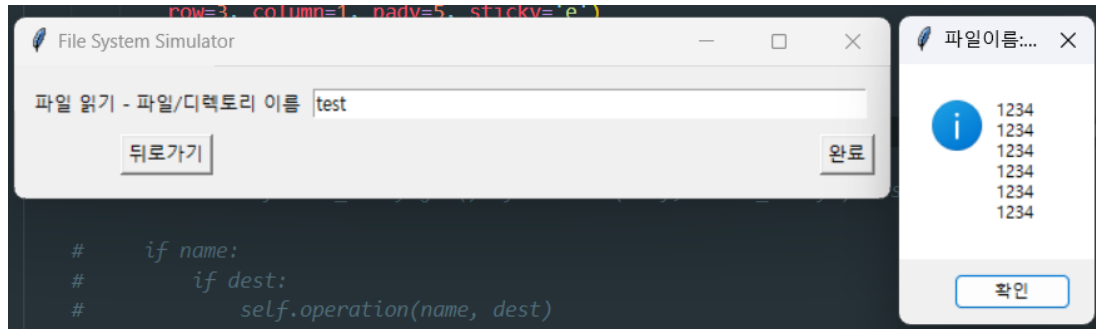 row=3, column=1, pady=5, sticky='e')
File System Simulator
파일 읽기 - 파일/디렉토리 이름 test
뒤로가기 완료
파일이름:...
1234
1234
1234
1234
1234
1234
확인
# if name:
# if dest:
# self.operation(name, dest)